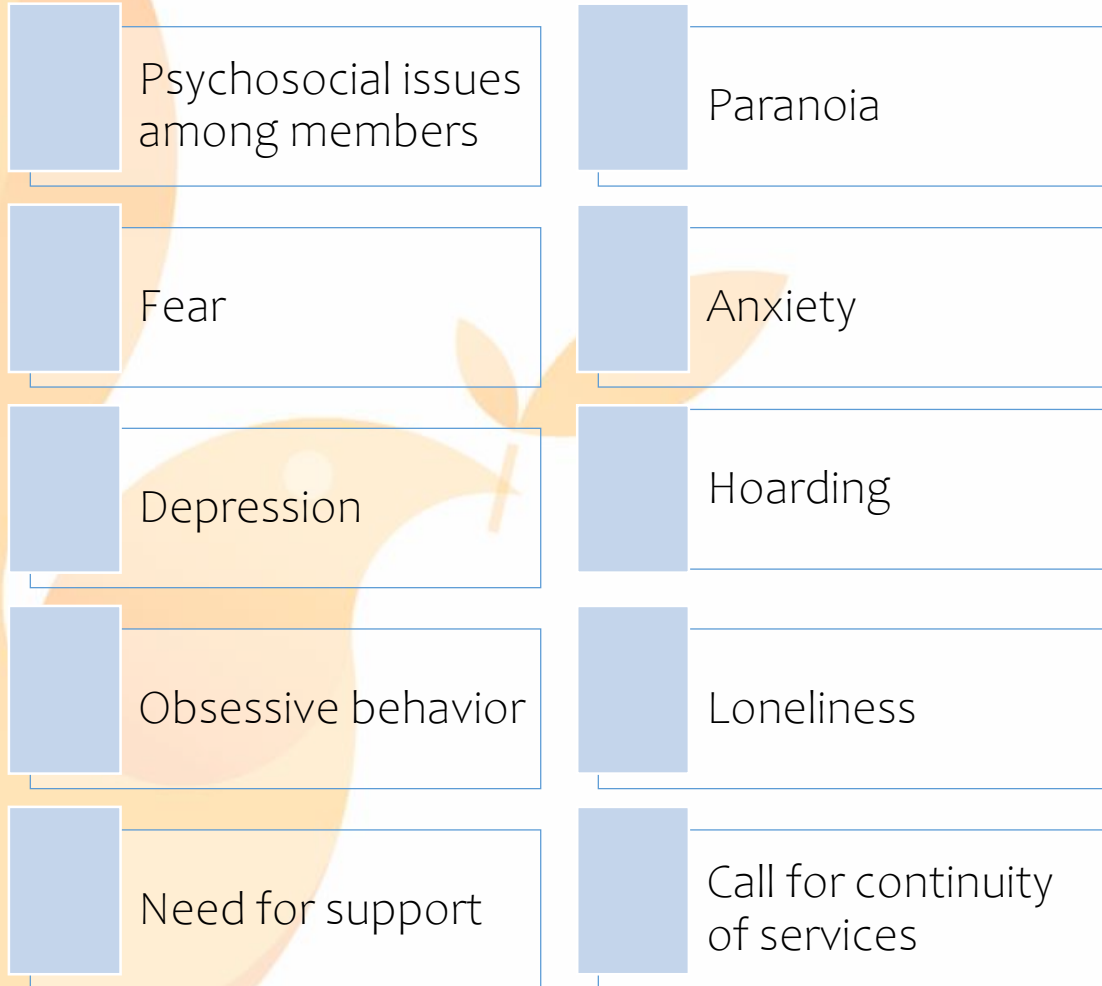 Psychosocial issues
among members
Paranoia
Fear
Anxiety
Depression
Hoarding
Obsessive behavior
Loneliness
Need for support
Call for continuity
of services